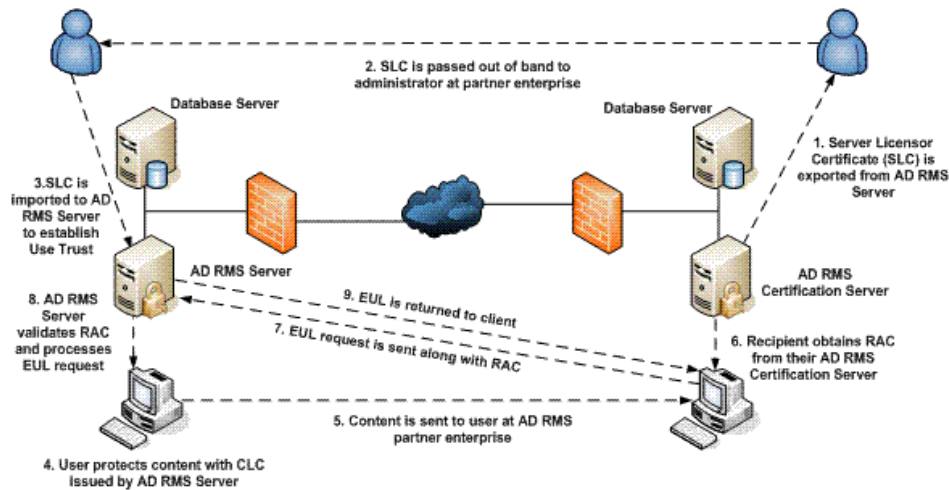 2. SLC is passed out of band to
administrator at partner enterprise
Database Server
Database Server
1. Server Licensor
Certificate (SLC) is
exported from AD RMS
Server
3.SLC is
imported to AD
RMS Server
to establish
Use Trust
AD RMS Server
AD RMS
Certification Server
8. AD RMS
Server
validates RAC
and processes
EUL request
9. EUL is returned to client
7. EUL request is sent along with RAC
6. Recipient obtains RAC
from their AD RMS
Certification Server
5. Content is sent to user at AD RMS
partner enterprise
4. User protects content with CLC
issued by AD RMS Server